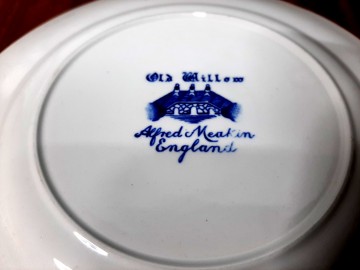 Old Willow
Alfred Meakin
England